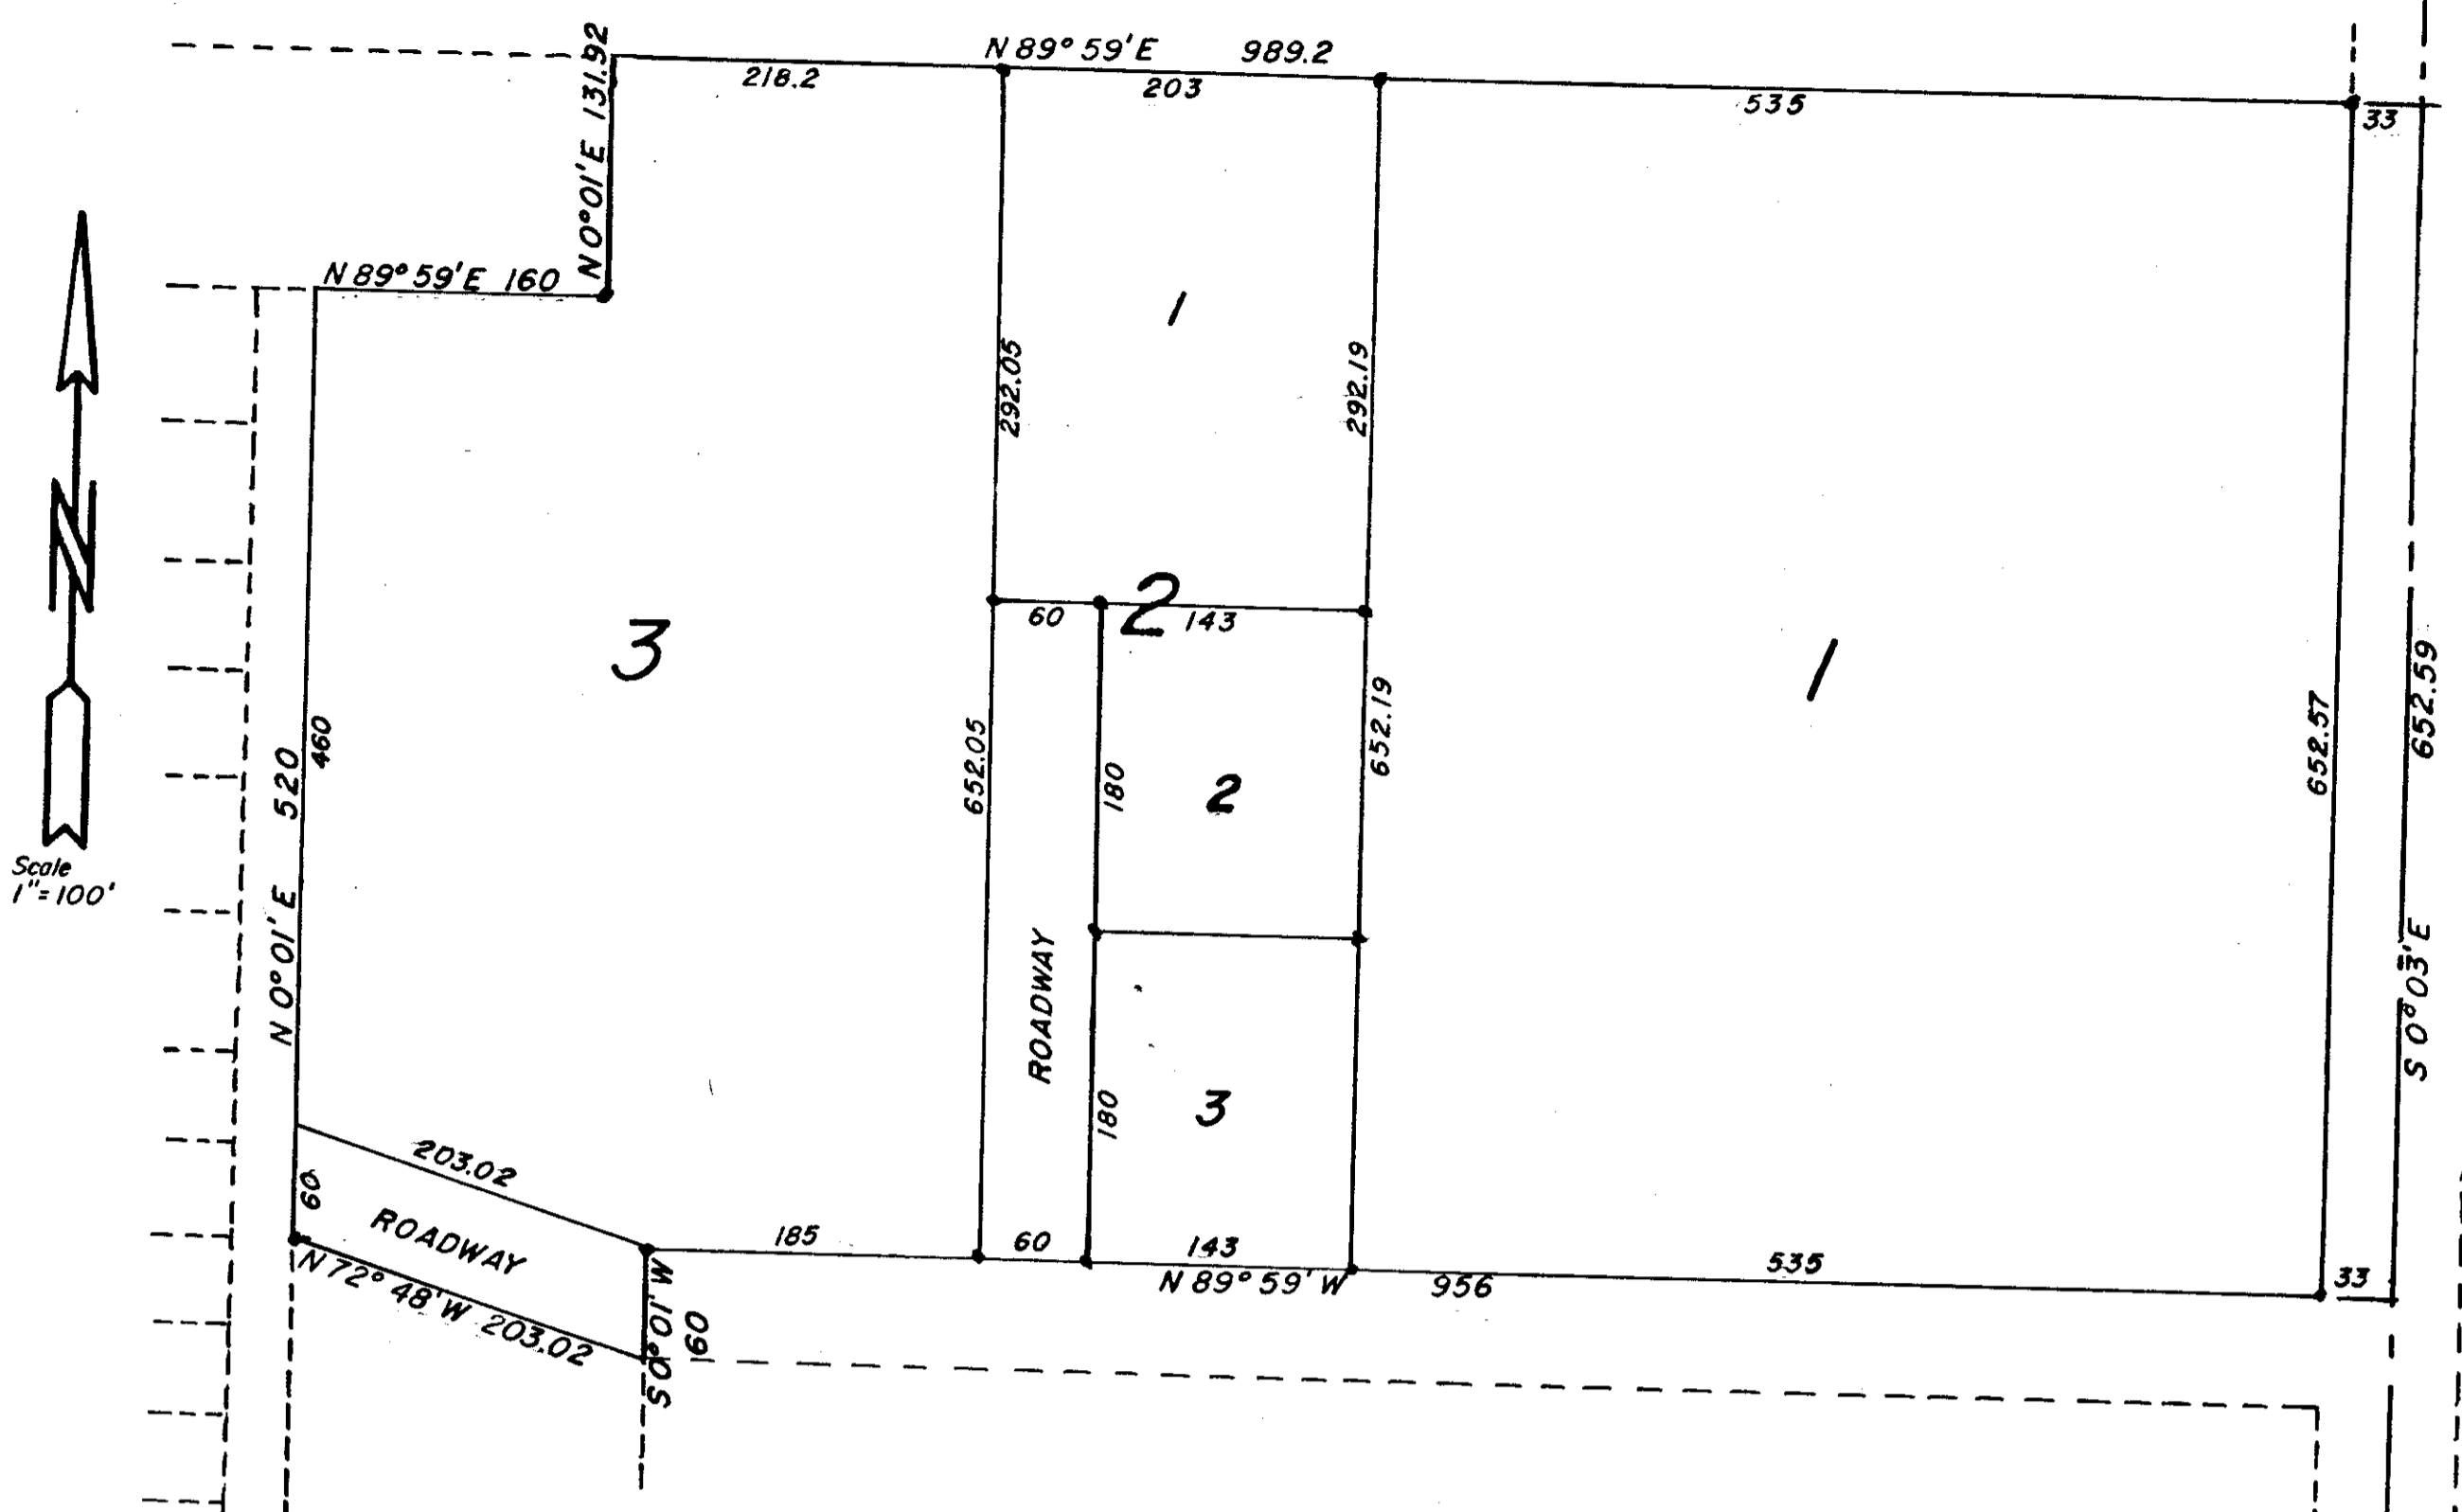 N 89° 59' E 989.2
218.2
203
535
33
N 0° 01' E 131.92
N 89° 59' E 160
1
292.05
292.19
N
Scale
1"=100'
60
2
143
3
1
N 0° 01' E 520
460
652.05
180
2
652.19
652.57
652.59
S 0° 03' E
ROADWAY
180
3
203.02
60
ROADWAY
N 72° 48' W 203.02
S 0° 01' W
60
185
60
143
N 89° 59' W 956
535
33